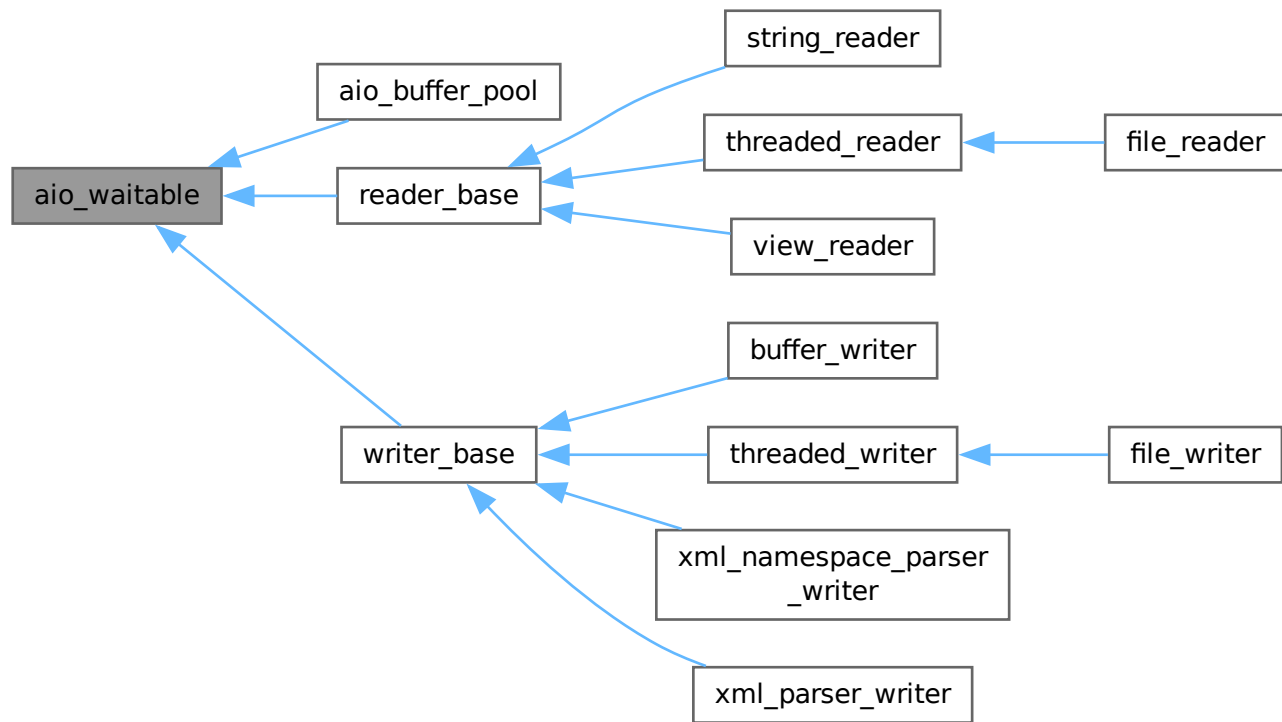 string_reader
aio_buffer_pool
threaded_reader
file_reader
aio_waitable
reader_base
view_reader
buffer_writer
writer_base
threaded_writer
file_writer
xml_namespace_parser
_writer
xml_parser_writer